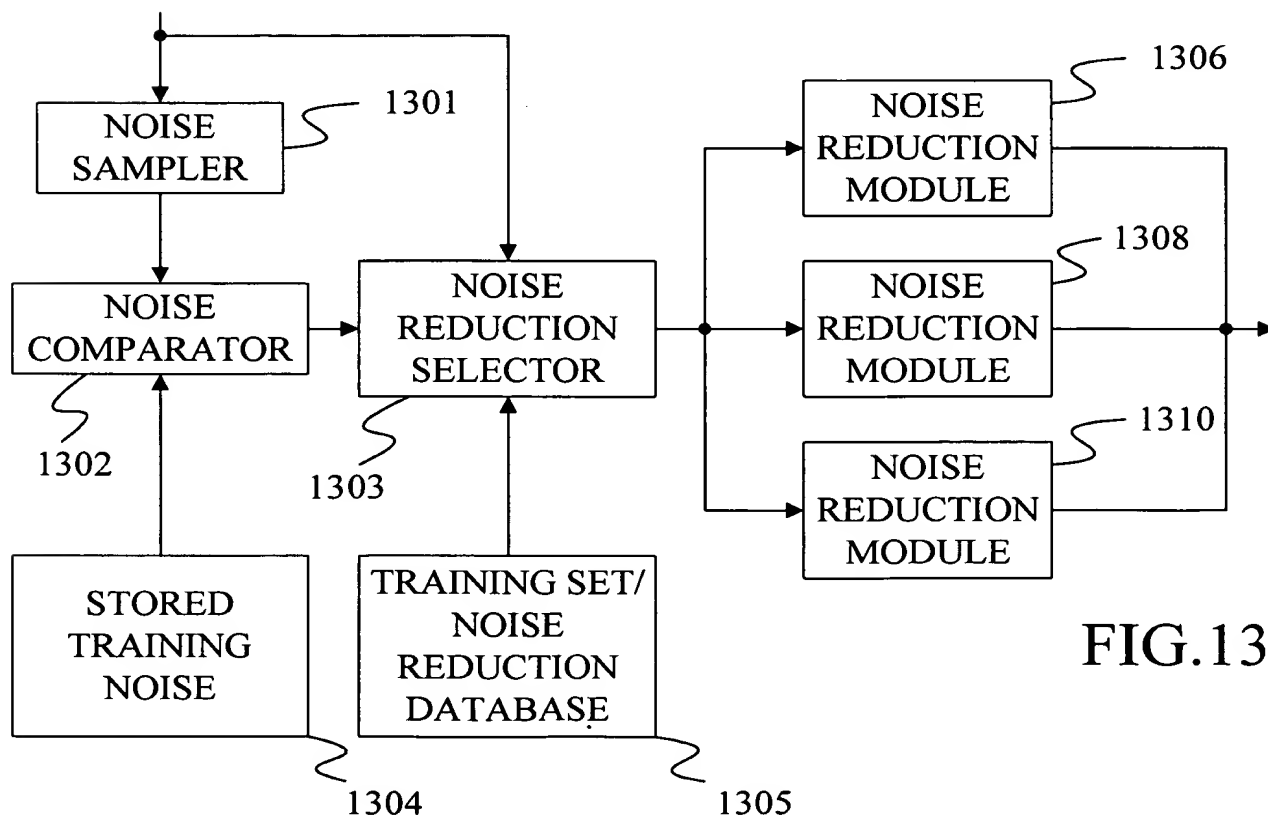 1306
NOISE
REDUCTION
MODULE
1301
NOISE
SAMPLER
1308
NOISE
REDUCTION
MODULE
NOISE
COMPARATOR
NOISE
REDUCTION
SELECTOR
1302
1303
1310
NOISE
REDUCTION
MODULE
STORED
TRAINING
NOISE
TRAINING SET/
NOISE
REDUCTION
DATABASE
FIG.13
1304
1305